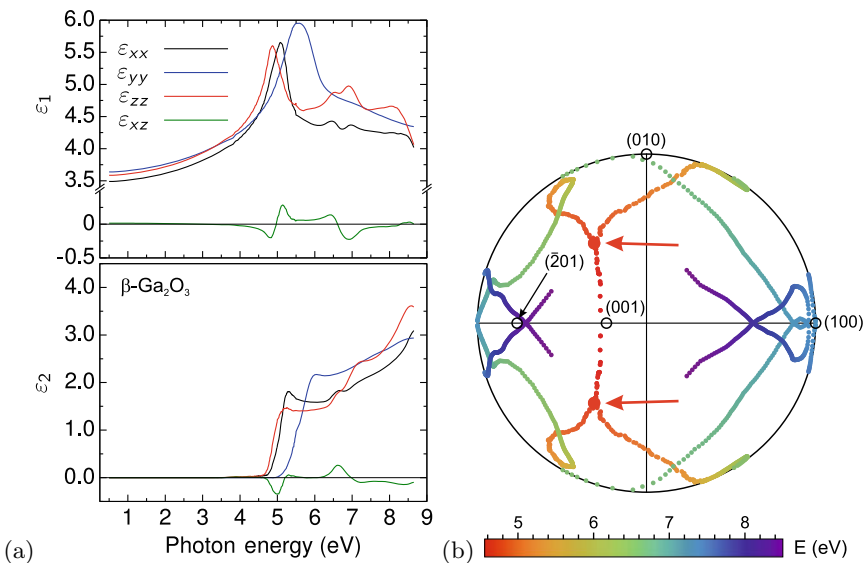 ε1
5.5
5.0
4.5
4.0
3.5
0
-0.5
εxx
εyy
εzz
εxz
ε2
4.0
3.0
2.0
1.0
0.0
β-Ga2O3
1 2 3 4 5 6 7 8 9
Photon energy (eV)
(a)
(010)
(2̄01)
(001)
(100)
5 6 7 8 E (eV)
(b)